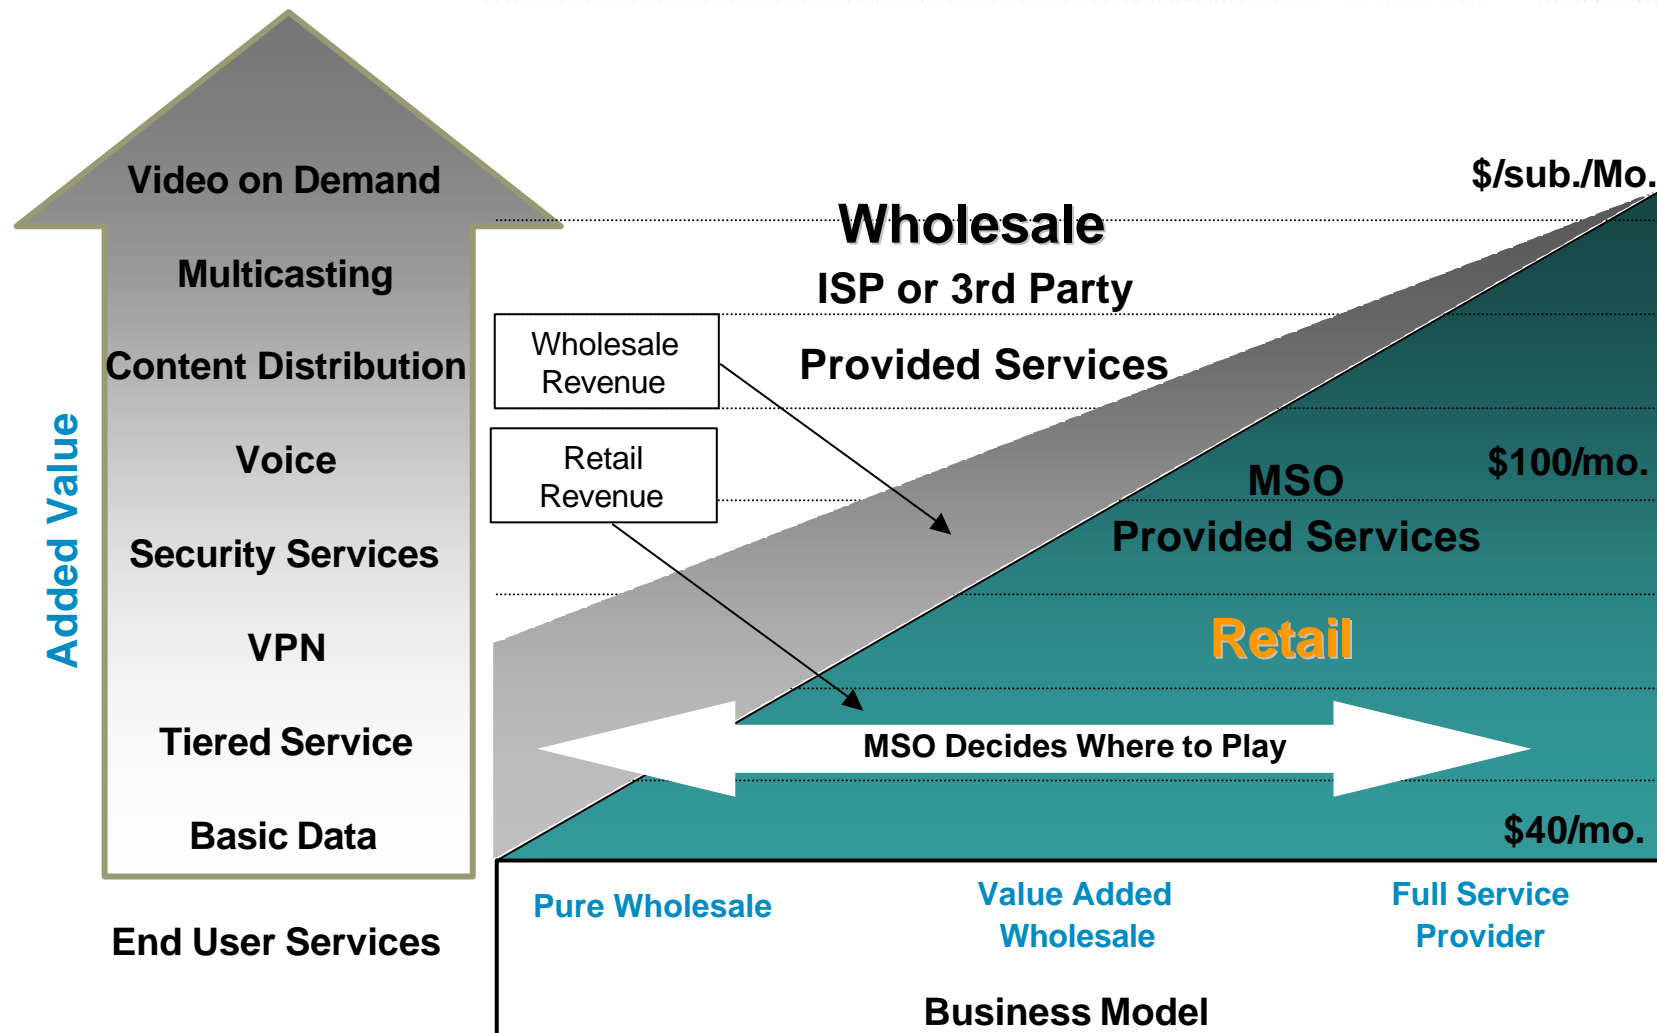 Added Value
Video on Demand
Multicasting
Content Distribution
Voice
Security Services
VPN
Tiered Service
Basic Data
End User Services
$/sub./Mo.
Wholesale
ISP or 3rd Party
Provided Services
Wholesale
Revenue
Retail
Revenue
$100/mo.
MSO
Provided Services
Retail
MSO Decides Where to Play
$40/mo.
Pure Wholesale
Value Added
Wholesale
Full Service
Provider
Business Model